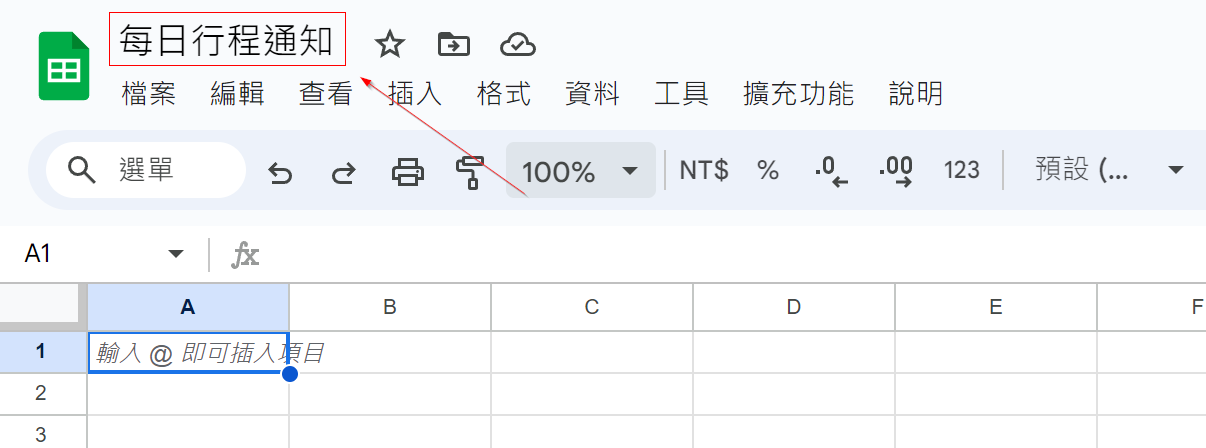 每日行程通知
檔案 編輯 查看 插入 格式 資料 工具 擴充功能 說明
選單 100% NT$ % .0 .00 123 預設 (...
A1 fx
A B C D E F
1 輸入 @ 即可插入項目
2
3